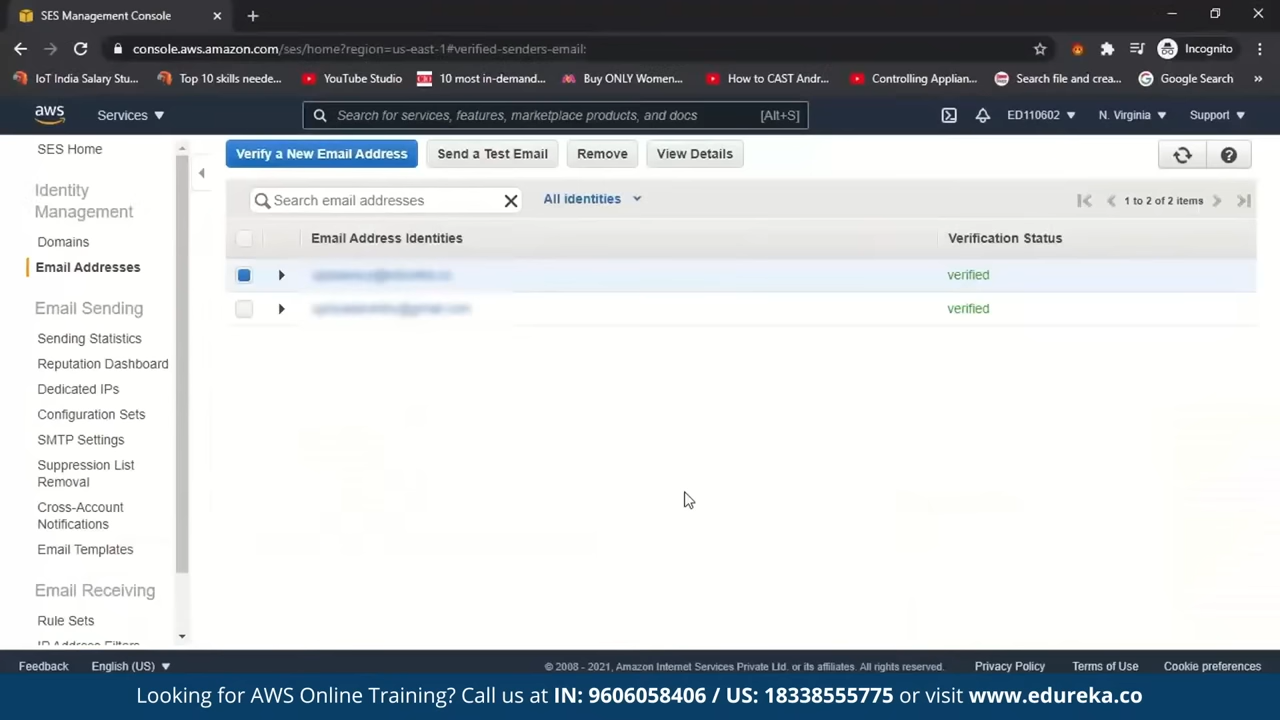 SES Management Console
console.aws.amazon.com/ses/home?region=us-east-1#verified-senders-email:
Incognito
IoT India Salary Stu...
Top 10 skills neede...
YouTube Studio
10 most in-demand...
Buy ONLY Women...
How to CAST Andr...
Controlling Applian...
Search file and crea...
Google Search
aws
Services
Search for services, features, marketplace products, and docs
[Alt+S]
ED110602
N. Virginia
Support
SES Home
Identity
Management
Domains
Email Addresses
Email Sending
Sending Statistics
Reputation Dashboard
Dedicated IPs
Configuration Sets
SMTP Settings
Suppression List
Removal
Cross-Account
Notifications
Email Templates
Email Receiving
Rule Sets
IP Address Filters
Verify a New Email Address
Send a Test Email
Remove
View Details
Search email addresses
All identities
1 to 2 of 2 items
Email Address Identities
Verification Status
verified
verified
Feedback
English (US)
© 2008 - 2021, Amazon Internet Services Private Ltd. or its affiliates. All rights reserved.
Privacy Policy
Terms of Use
Cookie preferences
Looking for AWS Online Training? Call us at IN: 9606058406 / US: 18338555775 or visit www.edureka.co